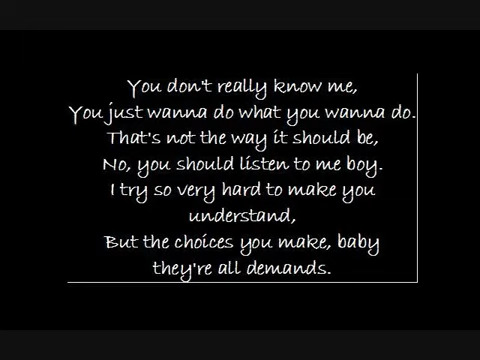 You don't really know me,
You just wanna do what you wanna do.
That's not the way it should be,
No, you should listen to me boy.
I try so very hard to make you
understand,
But the choices you make, baby
they're all demands.